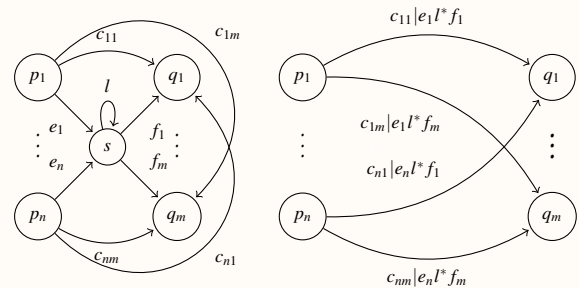 c₁₁
c₁ₘ
l
p₁
q₁
e₁
f₁
⋮
s
⋮
eₙ
fₘ
pₙ
qₘ
cₙₘ
cₙ₁
c₁₁|e₁l*f₁
p₁
q₁
c₁ₘ|e₁l*fₘ
⋮
⋮
cₙ₁|eₙl*f₁
pₙ
qₘ
cₙₘ|eₙl*fₘ